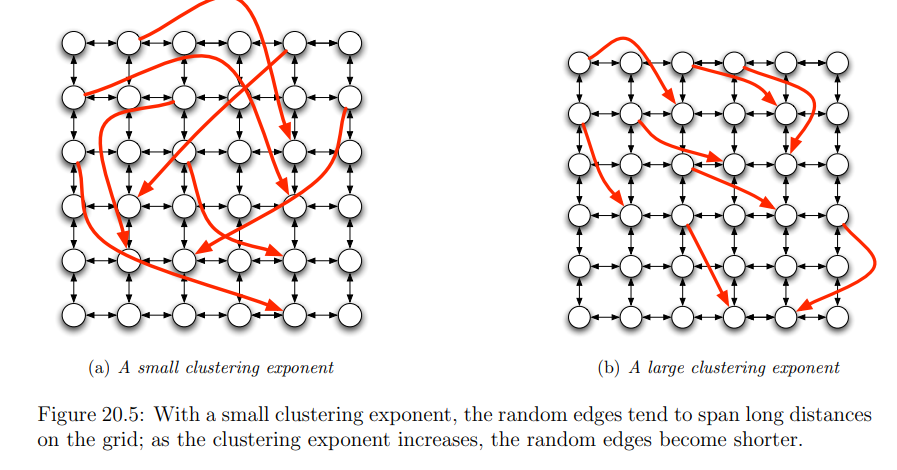 (a) A small clustering exponent
(b) A large clustering exponent
Figure 20.5: With a small clustering exponent, the random edges tend to span long distances
on the grid; as the clustering exponent increases, the random edges become shorter.